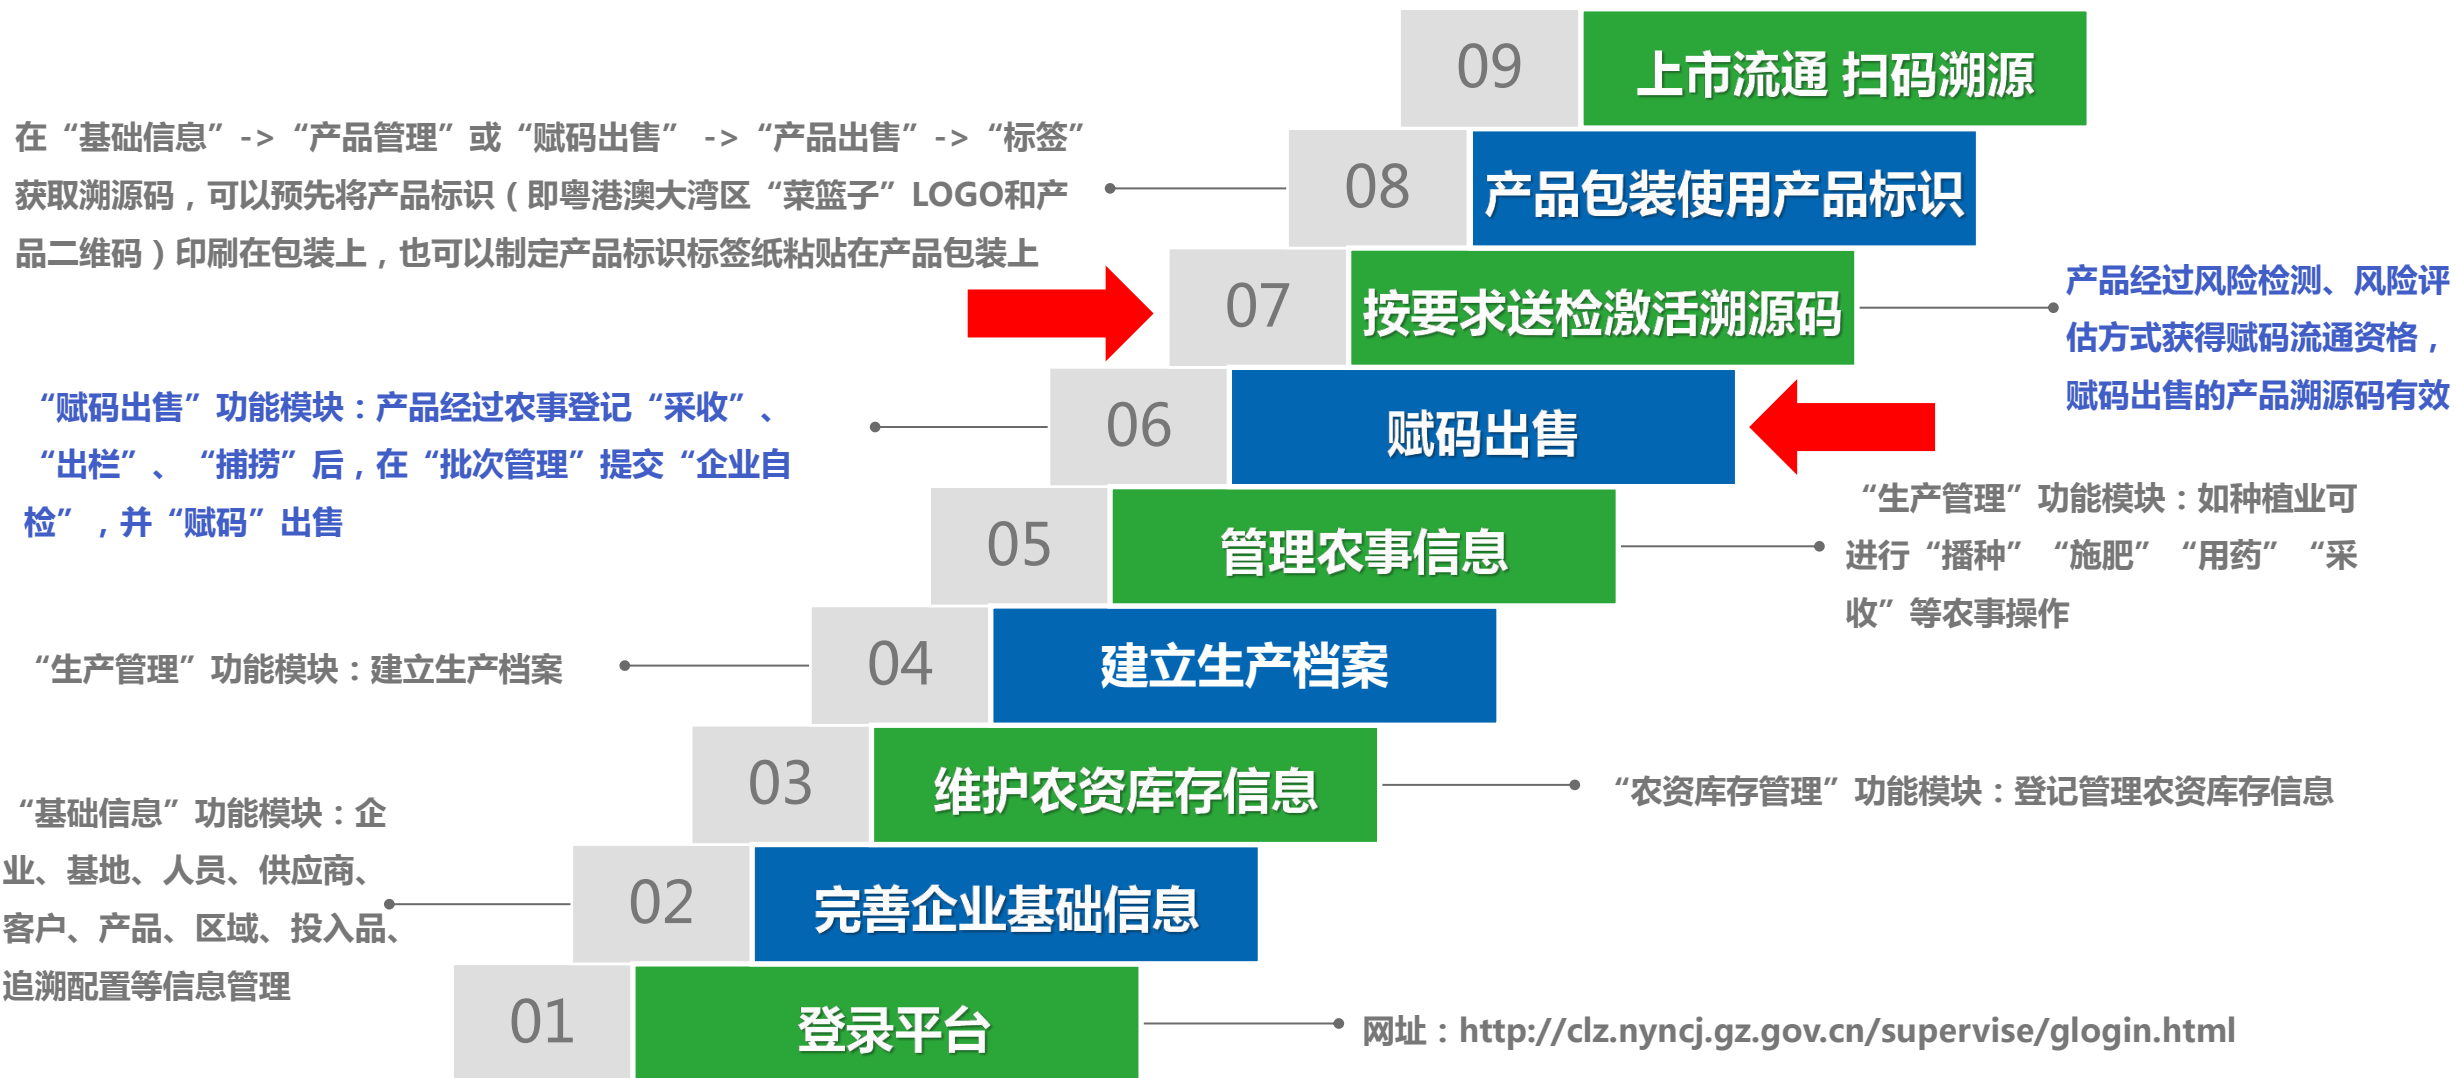 09
上市流通 扫码溯源
在“基础信息”->“产品管理”或“赋码出售” ->“产品出售”->“标签”
获取溯源码，可以预先将产品标识（即粤港澳大湾区“菜篮子”LOGO和产
品二维码）印刷在包装上，也可以制定产品标识标签纸粘贴在产品包装上
08
产品包装使用产品标识
07
按要求送检激活溯源码
产品经过风险检测、风险评
估方式获得赋码流通资格，
赋码出售的产品溯源码有效
“赋码出售”功能模块：产品经过农事登记“采收”、
“出栏”、“捕捞”后，在“批次管理”提交“企业自
检”，并“赋码”出售
06
赋码出售
05
管理农事信息
“生产管理”功能模块：如种植业可
进行“播种”“施肥”“用药”“采
收”等农事操作
“生产管理”功能模块：建立生产档案
04
建立生产档案
03
维护农资库存信息
“农资库存管理”功能模块：登记管理农资库存信息
“基础信息”功能模块：企
业、基地、人员、供应商、
客户、产品、区域、投入品、
追溯配置等信息管理
02
完善企业基础信息
01
登录平台
网址：http://clz.nyncj.gz.gov.cn/supervise/glogin.html